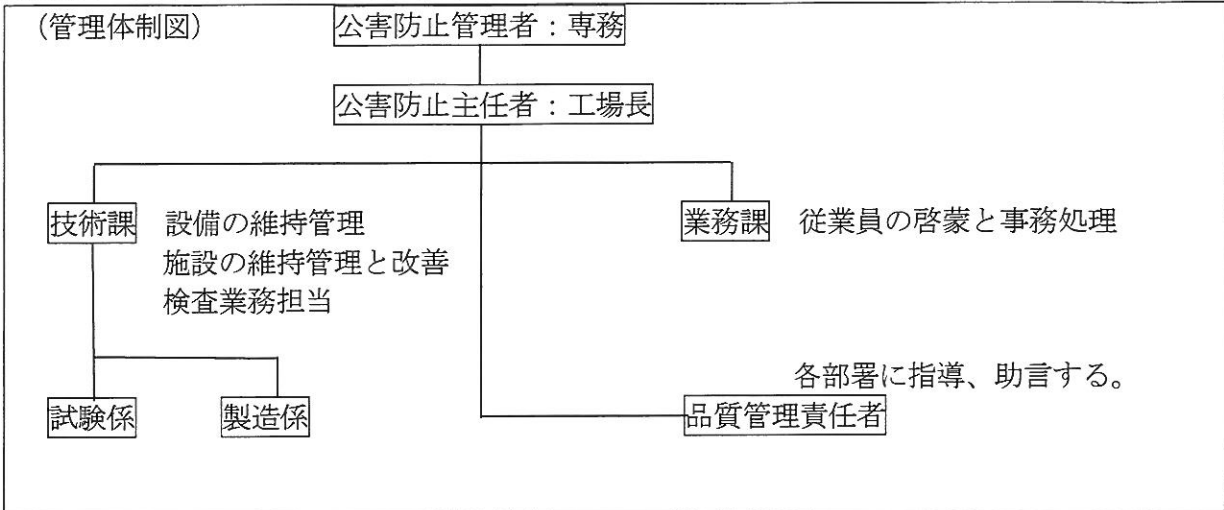 （管理体制図）
公害防止管理者：専務
公害防止主任者：工場長
技術課
設備の維持管理
施設の維持管理と改善
検査業務担当
業務課
従業員の啓蒙と事務処理
試験係
製造係
各部署に指導、助言する。
品質管理責任者